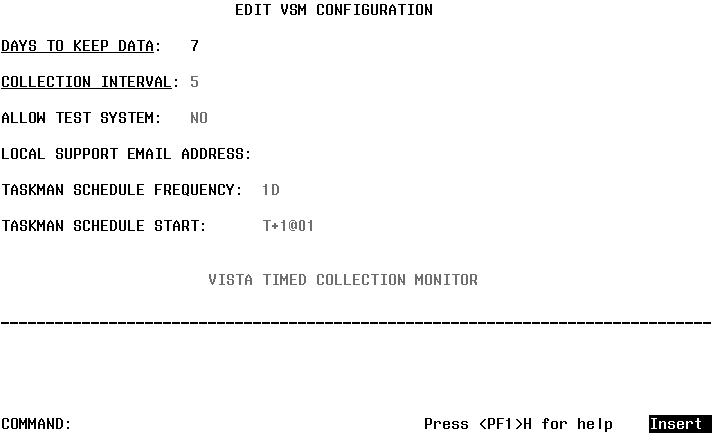 EDIT VSM CONFIGURATION
DAYS TO KEEP DATA: 7
COLLECTION INTERVAL: 5
ALLOW TEST SYSTEM: NO
LOCAL SUPPORT EMAIL ADDRESS:
TASKMAN SCHEDULE FREQUENCY: 1D
TASKMAN SCHEDULE START: T+1@01
VISTA TIMED COLLECTION MONITOR
COMMAND: Press <PF1>H for help Insert